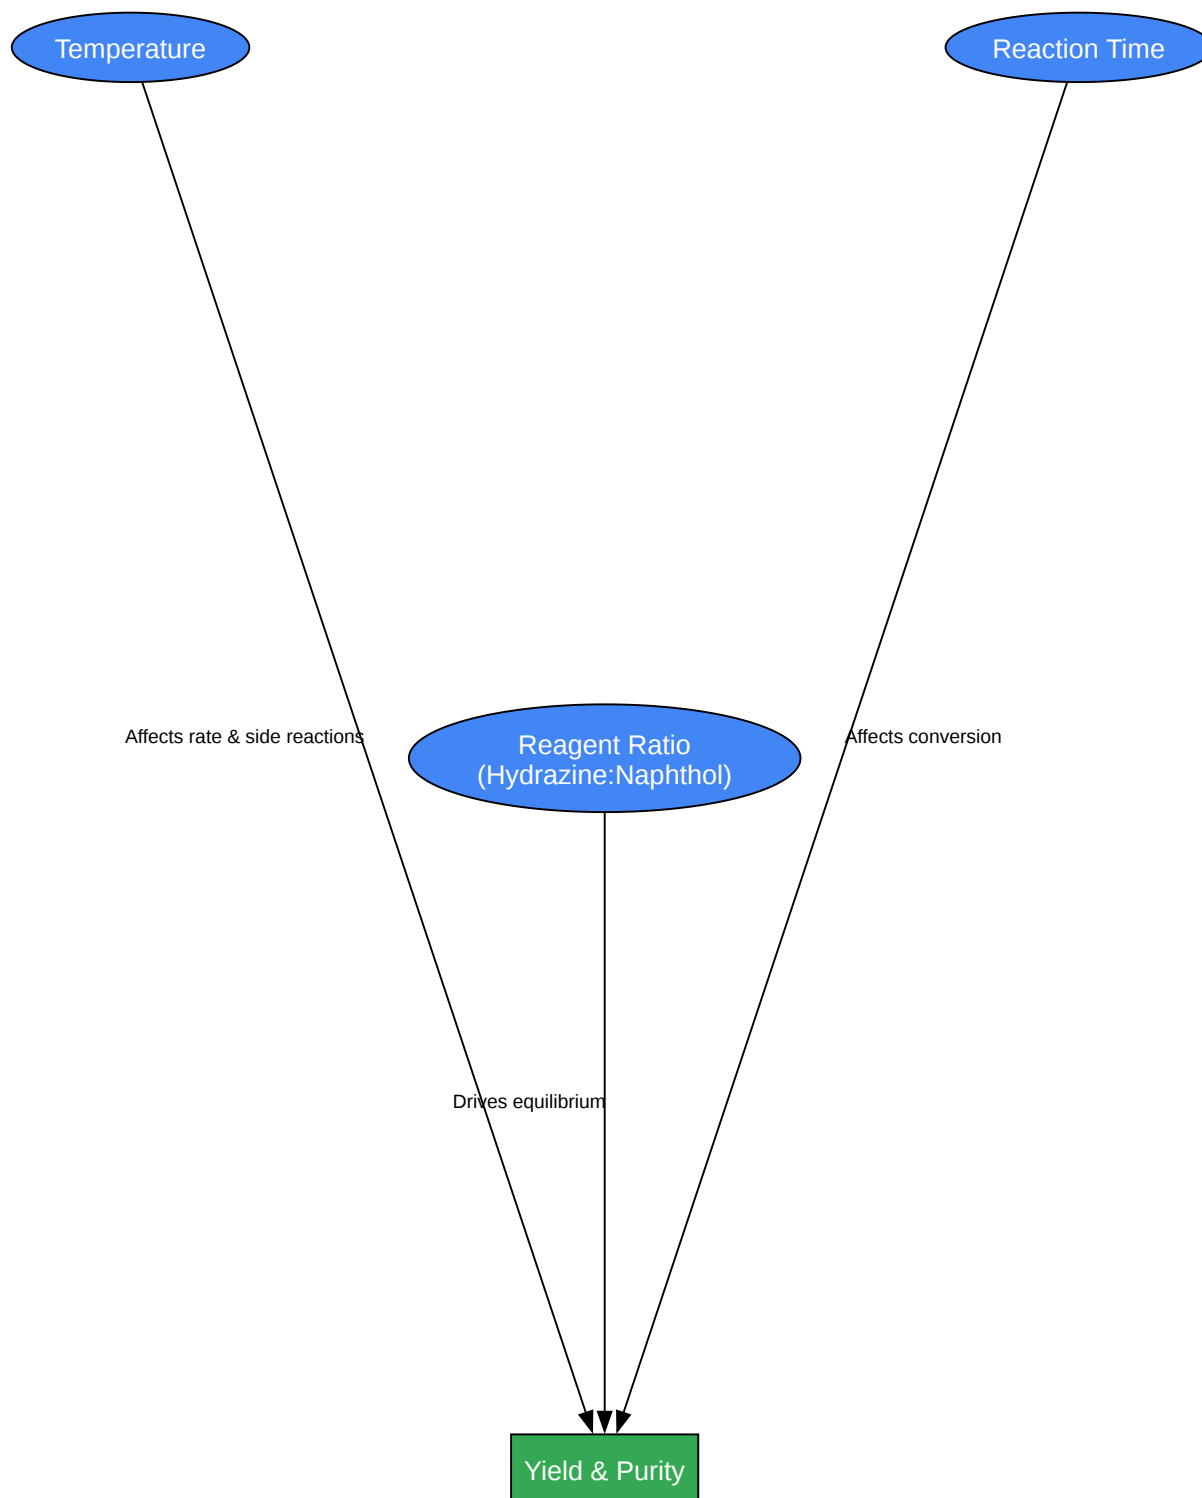 Temperature
Reaction Time
Affects rate & side reactions
Reagent Ratio
(Hydrazine:Naphthol)
Affects conversion
Drives equilibrium
Yield & Purity